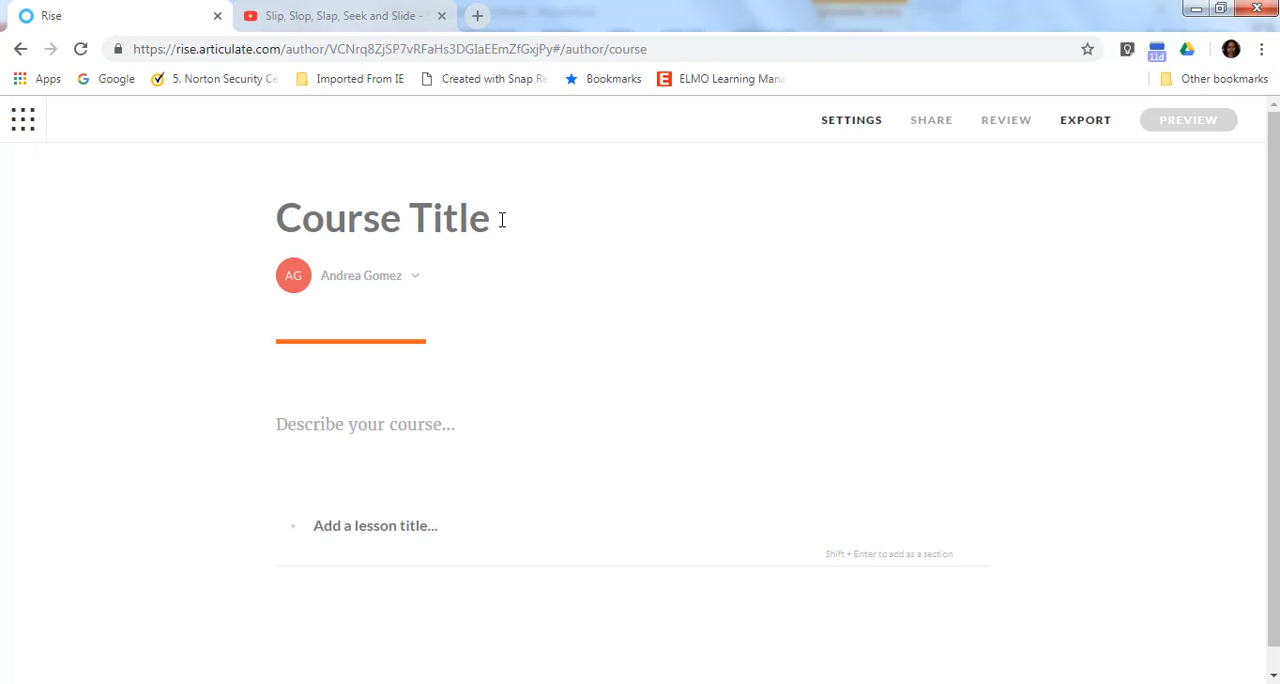 Rise
Slip, Slop, Slap, Seek and Slide -
https://rise.articulate.com/author/VCNrq8ZjSP7vRFaHs3DGIaEEmZfGxjPy#/author/course
11d
Apps
Google
5. Norton Security Ce
Imported From IE
Created with Snap Re
Bookmarks
ELMO Learning Mana
Other bookmarks
SETTINGS
SHARE
REVIEW
EXPORT
PREVIEW
Course Title
AG
Andrea Gomez
Describe your course...
Add a lesson title...
Shift + Enter to add as a section